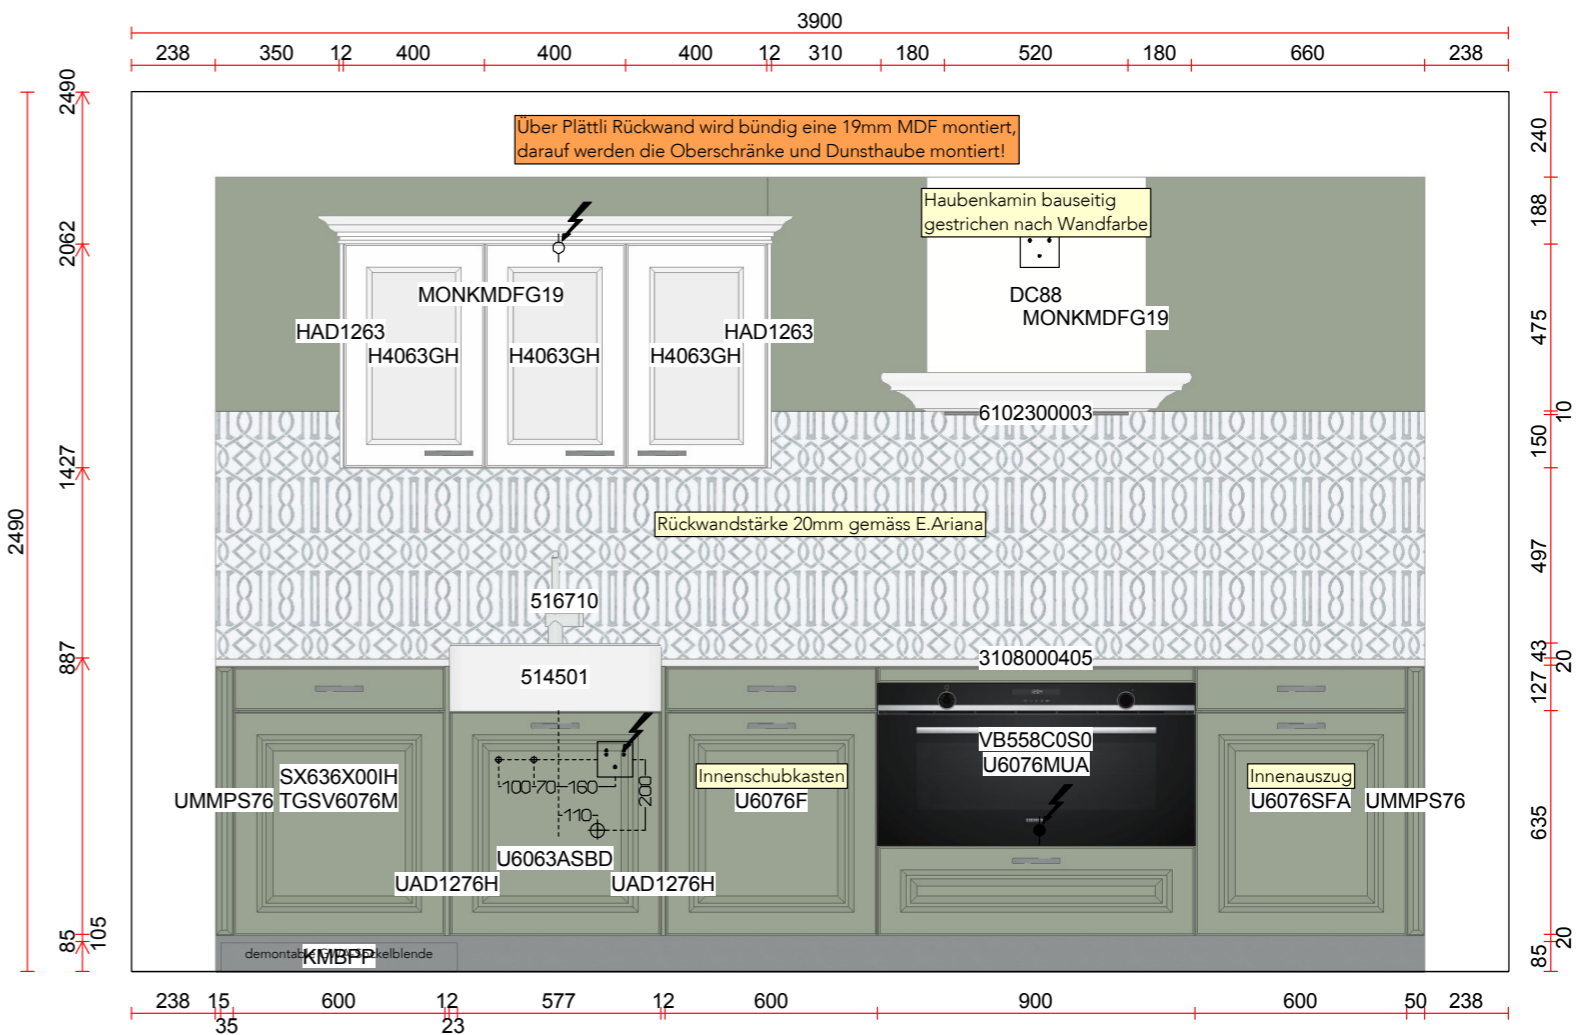 3900
238 350 12 400 400 400 12 310 180 520 180 660 238
2490
2490
2062
1427
887
85
105
240
188
475
10
150
497
43
20
127
635
20
85
Über Plättli Rückwand wird bündig eine 19mm MDF montiert,
darauf werden die Oberschränke und Dunsthaube montiert!
Haubenkamin bauseitig
gestrichen nach Wandfarbe
MONKMDFG19
DC88
MONKMDFG19
HAD1263
HAD1263
H4063GH
H4063GH
H4063GH
6102300003
Rückwandstärke 20mm gemäss E.Ariana
516710
514501
3108000405
VB558C0S0
U6076MUA
SX636X00IH
UMMPS76
TGSV6076M
100 70 160
200
110
Innenschubkasten
U6076F
Innenauszug
U6076SFA
UMMPS76
U6063ASBD
UAD1276H
UAD1276H
KMBPP
238 15 600 12 577 12 600 900 600 50 238
35 23